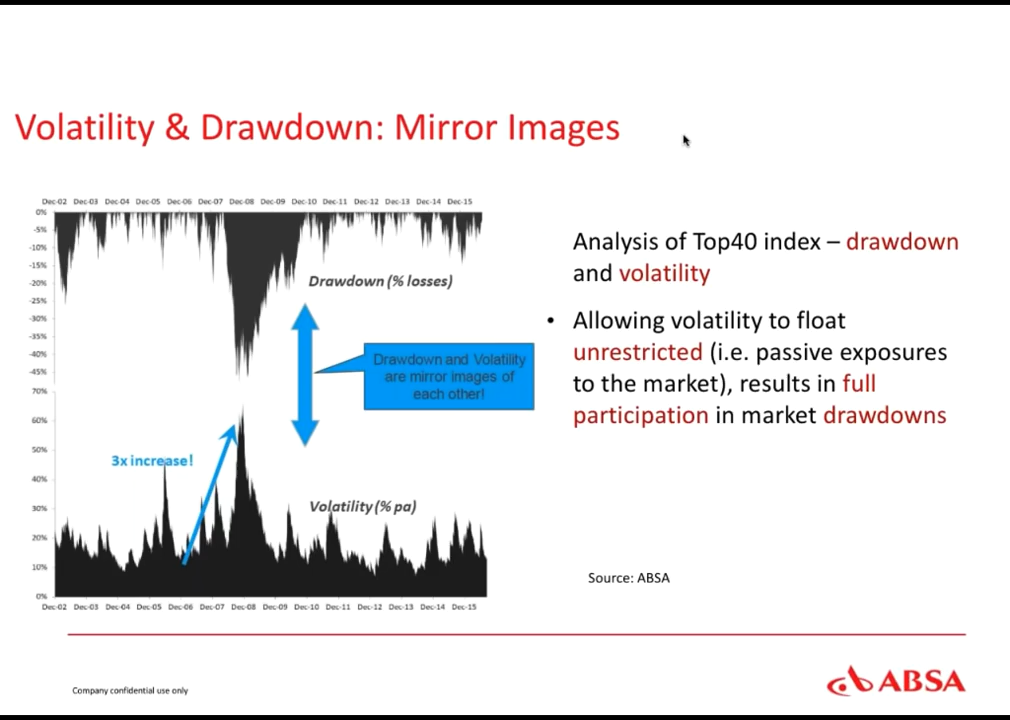 Volatility & Drawdown: Mirror Images
Dec-02 Dec-03 Dec-04 Dec-05 Dec-06 Dec-07 Dec-08 Dec-09 Dec-10 Dec-11 Dec-12 Dec-13 Dec-14 Dec-15
0%
-5%
-10%
-15%
-20%
-25%
-30%
-35%
-40%
-45%
Drawdown (% losses)
Drawdown and Volatility
are mirror images of
each other!
70%
60%
50%
40%
30%
20%
10%
0%
3x increase!
Volatility (% pa)
Dec-02 Dec-03 Dec-04 Dec-05 Dec-06 Dec-07 Dec-08 Dec-09 Dec-10 Dec-11 Dec-12 Dec-13 Dec-14 Dec-15
Analysis of Top40 index – drawdown
and volatility
• Allowing volatility to float
unrestricted (i.e. passive exposures
to the market), results in full
participation in market drawdowns
Source: ABSA
Company confidential use only
ABSA